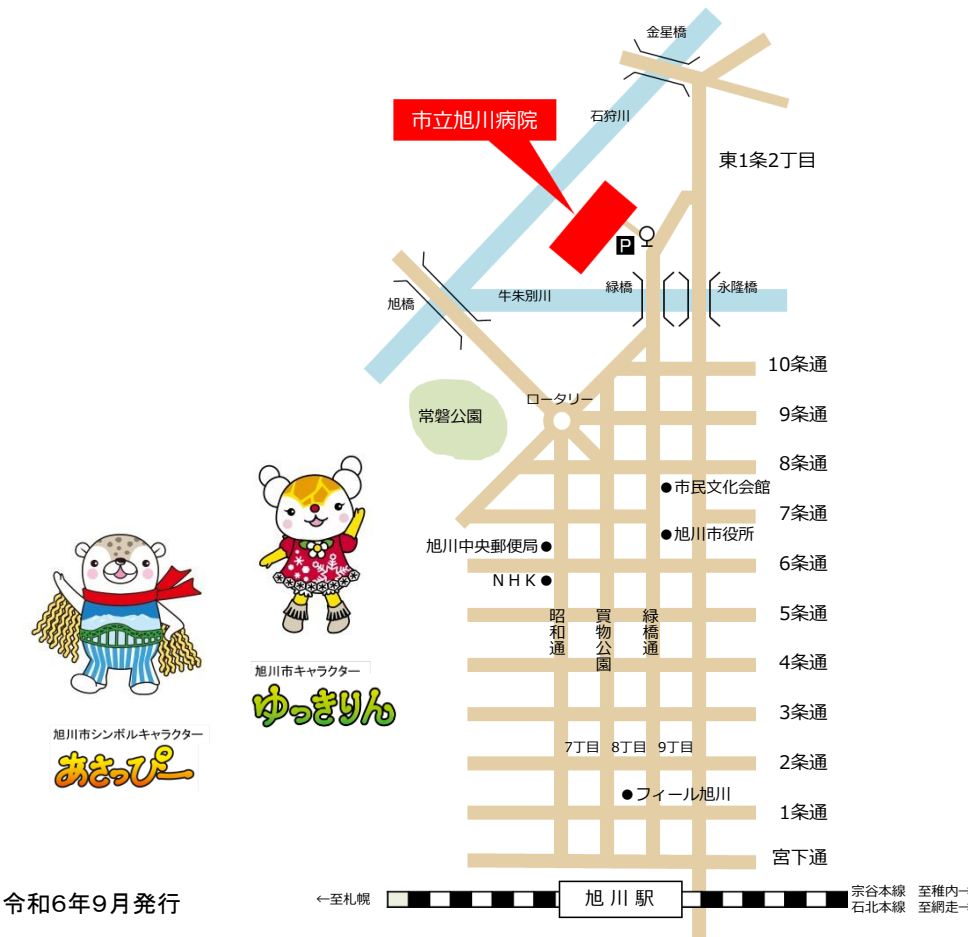 金星橋
石狩川
市立旭川病院
東1条2丁目
P
緑橋
永隆橋
牛朱別川
旭橋
10条通
ロータリー
9条通
常磐公園
8条通
●市民文化会館
7条通
●旭川市役所
旭川中央郵便局●
6条通
ＮＨＫ●
5条通
昭和通
買物公園
緑橋通
4条通
旭川市キャラクター
ゆっきりん
3条通
旭川市シンボルキャラクター
あさっぴー
7丁目 8丁目 9丁目
2条通
●フィール旭川
1条通
宮下通
令和6年9月発行
←至札幌
旭川駅
宗谷本線 至稚内→
石北本線 至網走→